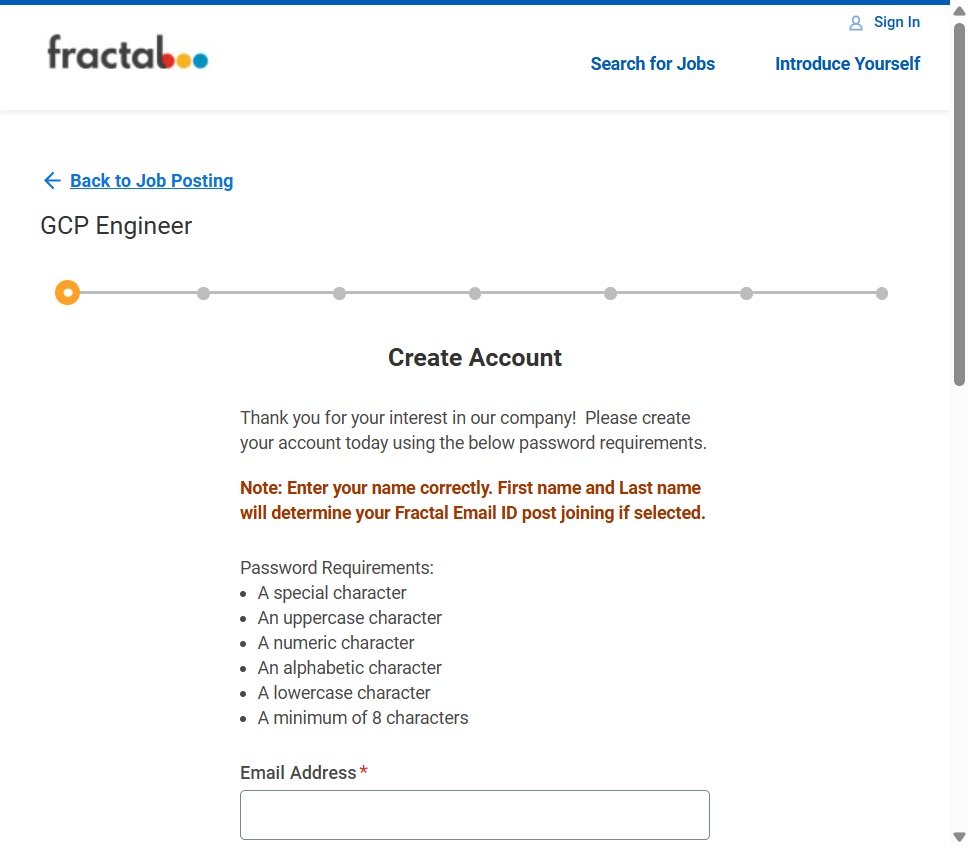 Sign In
fractal
Search for Jobs
Introduce Yourself
Back to Job Posting
GCP Engineer
Create Account
Thank you for your interest in our company!  Please create
your account today using the below password requirements.
Note: Enter your name correctly. First name and Last name
will determine your Fractal Email ID post joining if selected.
Password Requirements:
• A special character
• An uppercase character
• A numeric character
• An alphabetic character
• A lowercase character
• A minimum of 8 characters
Email Address*